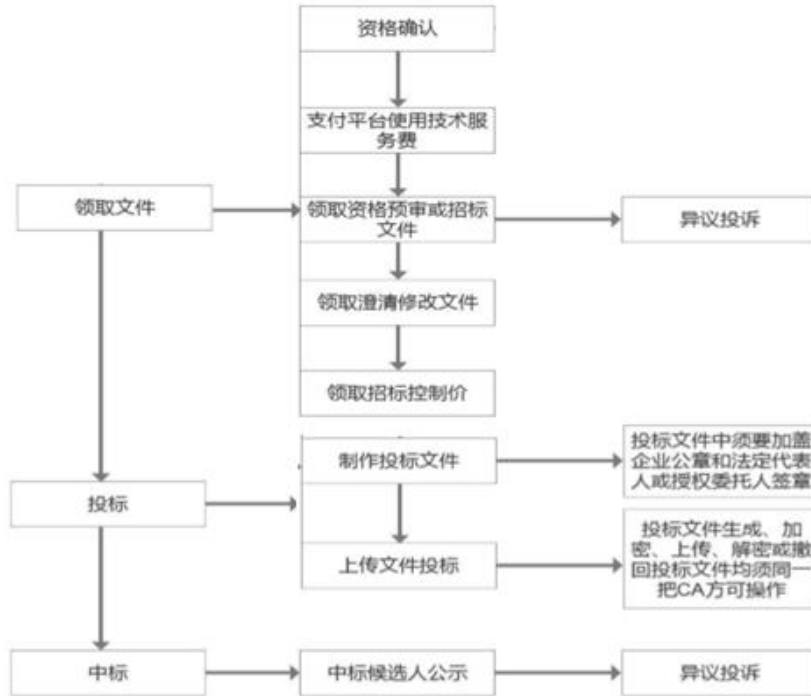 资格确认
支付平台使用技术服
务费
领取文件
领取资格预审或招标
文件
异议投诉
领取澄清修改文件
领取招标控制价
制作投标文件
投标文件中须要加盖
企业公章和法定代表
人或授权委托人签章
投标
上传文件投标
投标文件生成、加
密、上传、解密或撤
回投标文件均须同一
把CA方可操作
中标
中标候选人公示
异议投诉